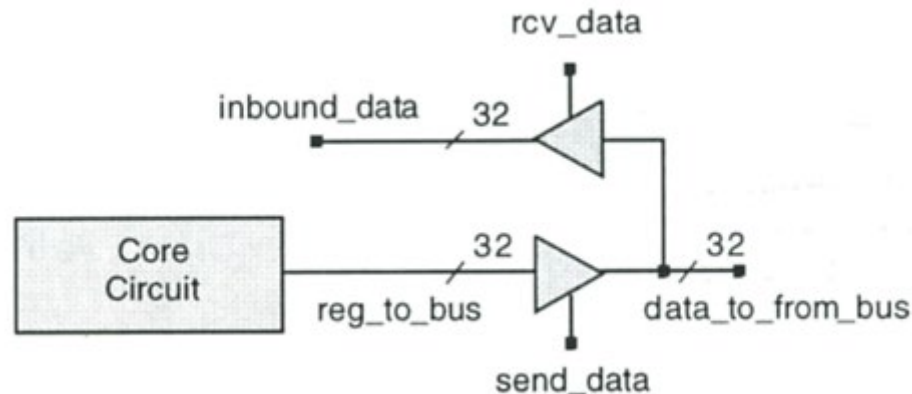 rcv_data
inbound_data
32
Core
Circuit
32
reg_to_bus
32
data_to_from_bus
send_data